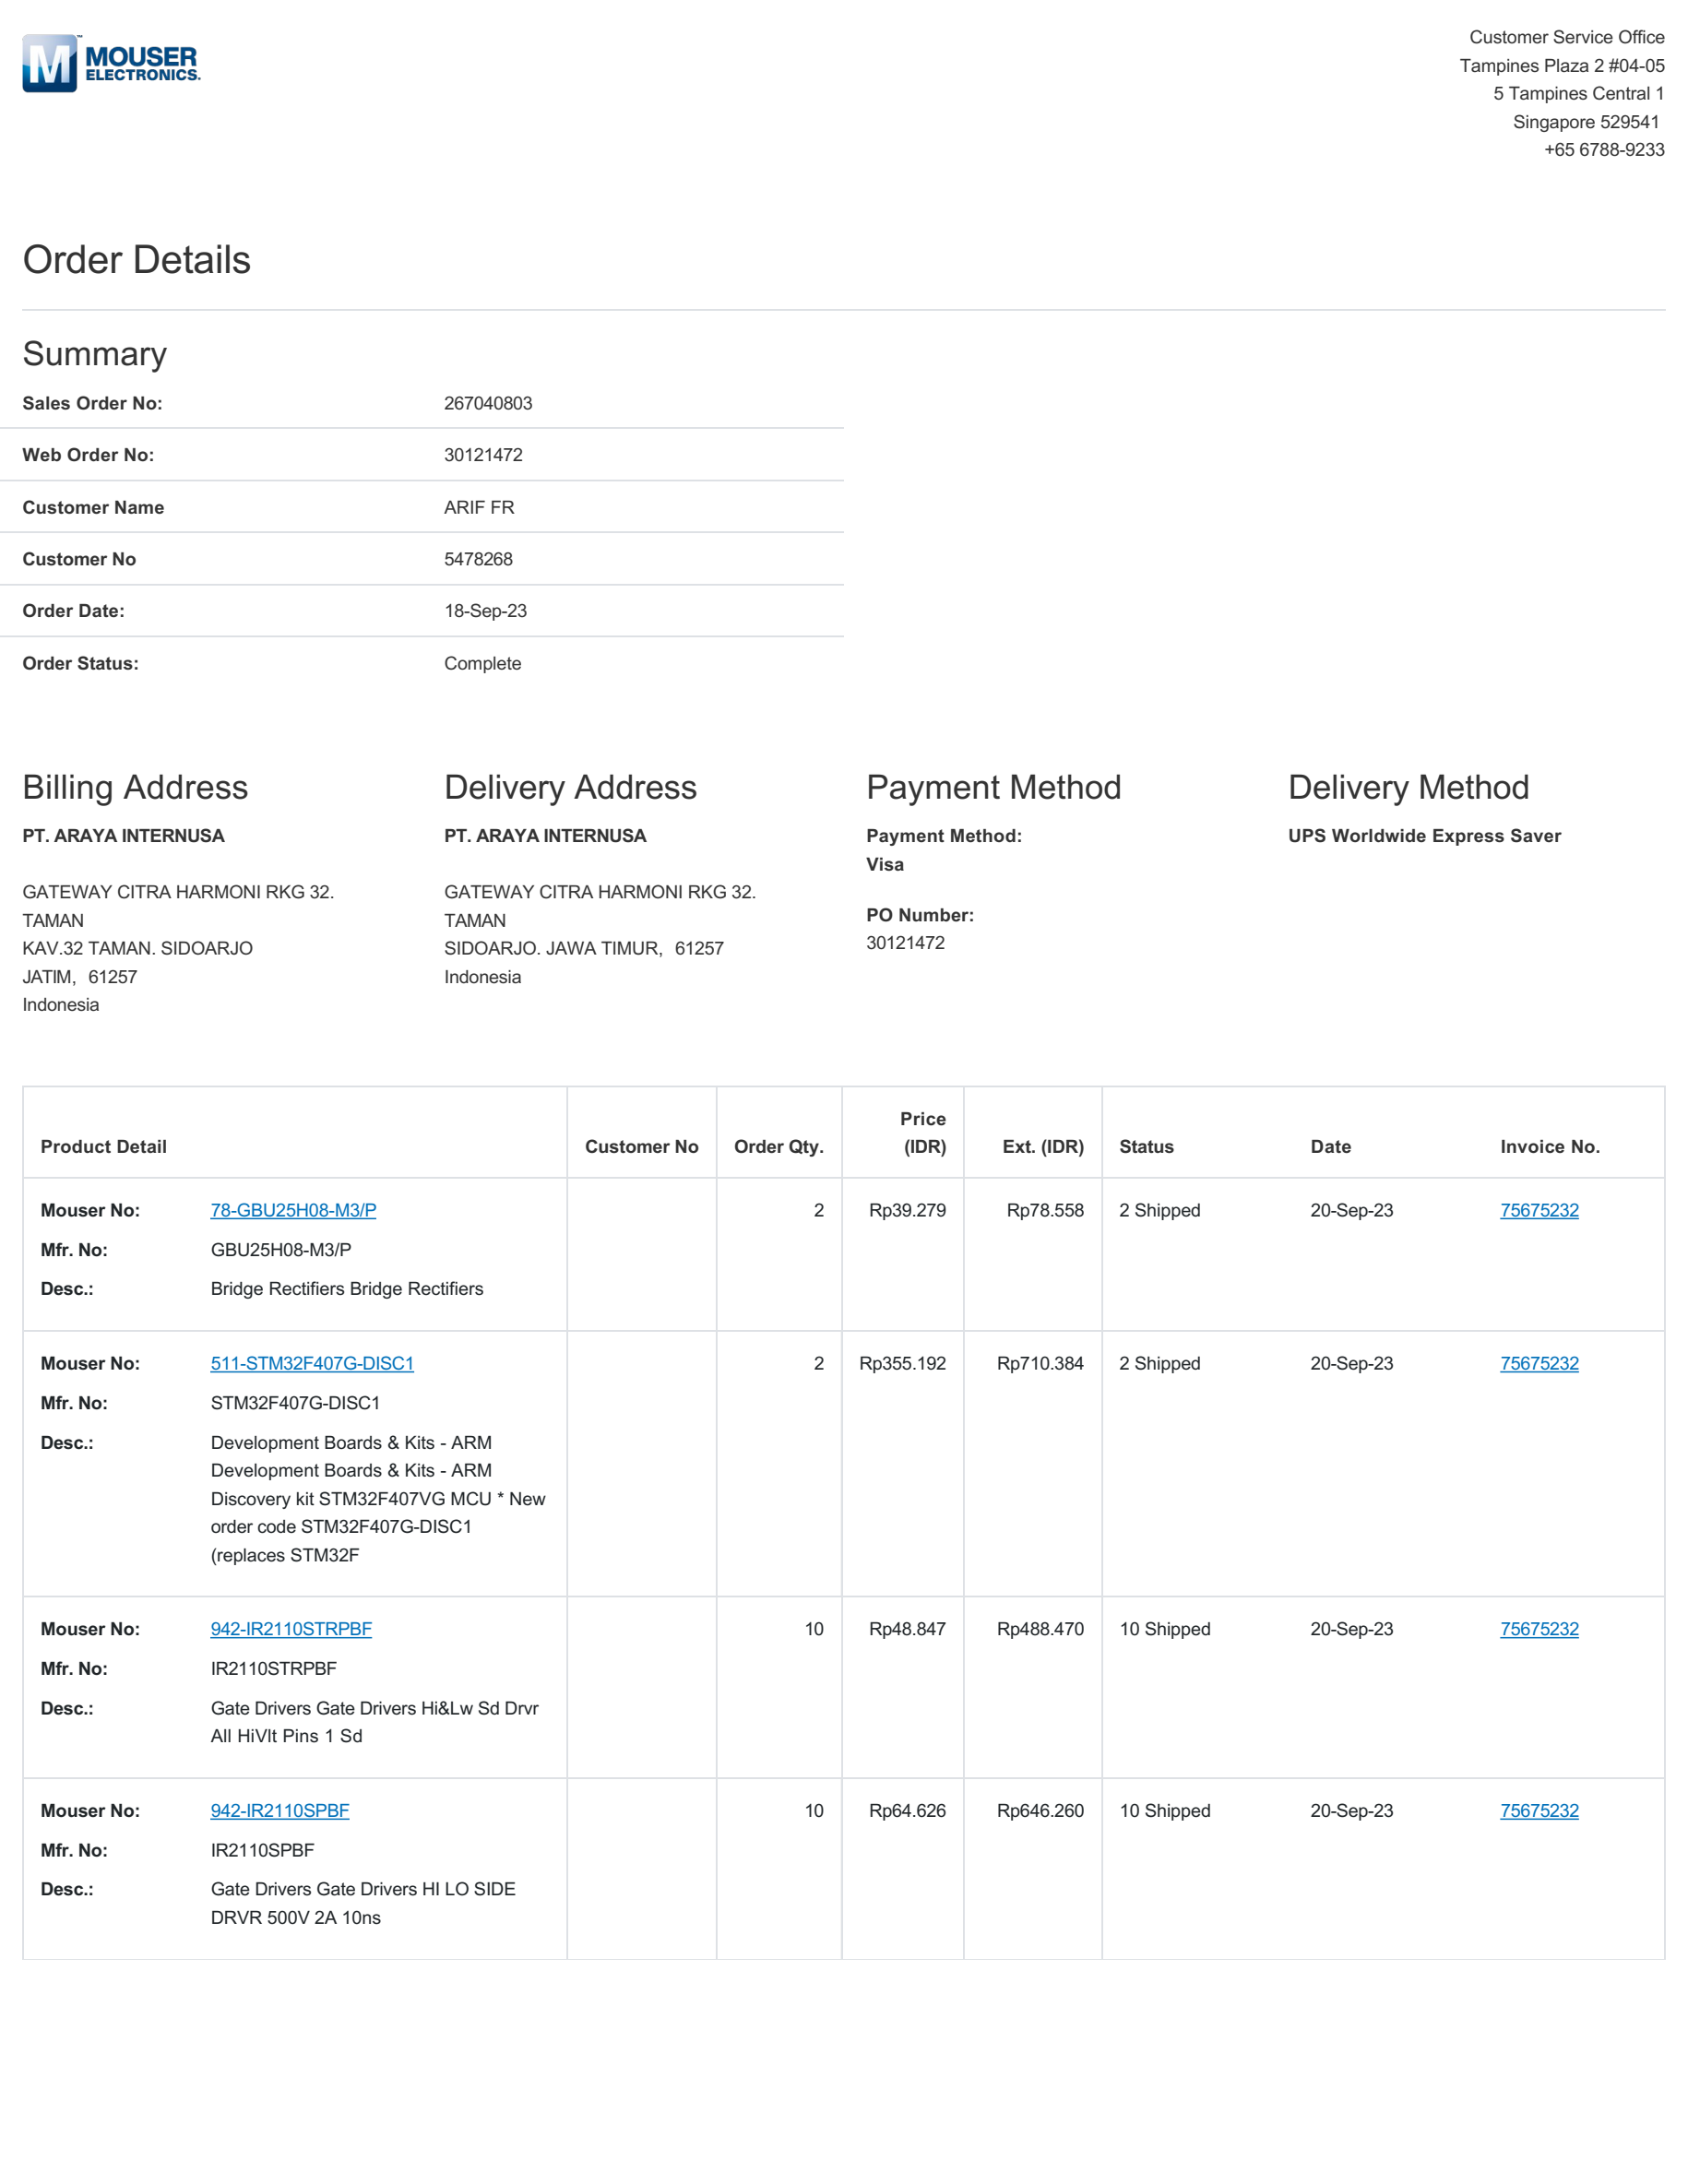 M™ MOUSER
ELECTRONICS.
Customer Service Office
Tampines Plaza 2 #04-05
5 Tampines Central 1
Singapore 529541
+65 6788-9233
Order Details
Summary
Sales Order No: 267040803
Web Order No: 30121472
Customer Name ARIF FR
Customer No 5478268
Order Date: 18-Sep-23
Order Status: Complete
Billing Address
PT. ARAYA INTERNUSA
GATEWAY CITRA HARMONI RKG 32.
TAMAN
KAV.32 TAMAN. SIDOARJO
JATIM, 61257
Indonesia
Delivery Address
PT. ARAYA INTERNUSA
GATEWAY CITRA HARMONI RKG 32.
TAMAN
SIDOARJO. JAWA TIMUR, 61257
Indonesia
Payment Method
Payment Method:
Visa
PO Number:
30121472
Delivery Method
UPS Worldwide Express Saver
Product Detail Customer No Order Qty. Price (IDR) Ext. (IDR) Status Date Invoice No.
Mouser No: 78-GBU25H08-M3/P 2 Rp39.279 Rp78.558 2 Shipped 20-Sep-23 75675232
Mfr. No: GBU25H08-M3/P
Desc.: Bridge Rectifiers Bridge Rectifiers
Mouser No: 511-STM32F407G-DISC1 2 Rp355.192 Rp710.384 2 Shipped 20-Sep-23 75675232
Mfr. No: STM32F407G-DISC1
Desc.: Development Boards & Kits - ARM
Development Boards & Kits - ARM
Discovery kit STM32F407VG MCU * New
order code STM32F407G-DISC1
(replaces STM32F
Mouser No: 942-IR2110STRPBF 10 Rp48.847 Rp488.470 10 Shipped 20-Sep-23 75675232
Mfr. No: IR2110STRPBF
Desc.: Gate Drivers Gate Drivers Hi&Lw Sd Drvr
All HiVlt Pins 1 Sd
Mouser No: 942-IR2110SPBF 10 Rp64.626 Rp646.260 10 Shipped 20-Sep-23 75675232
Mfr. No: IR2110SPBF
Desc.: Gate Drivers Gate Drivers HI LO SIDE
DRVR 500V 2A 10ns